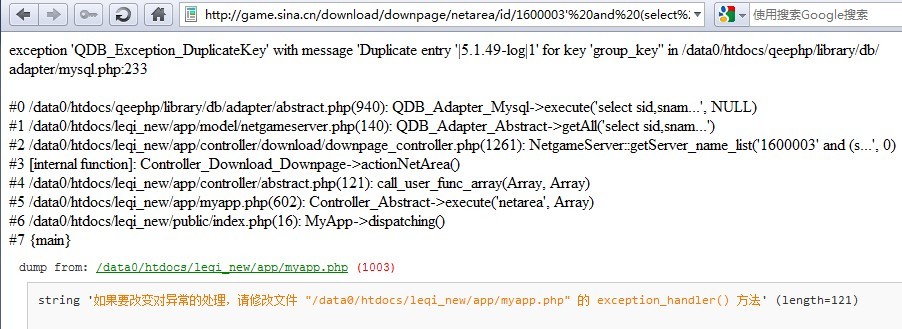 http://game.sina.cn/download/downpage/netarea/id/1600003'%20and%20(select%2
使用搜索Google搜索
exception 'QDB_Exception_DuplicateKey' with message 'Duplicate entry '|5.1.49-log|1' for key 'group_key'' in /data0/htdocs/qeephp/library/db/
adapter/mysql.php:233
#0 /data0/htdocs/qeephp/library/db/adapter/abstract.php(940): QDB_Adapter_Mysql->execute('select sid,snam...', NULL)
#1 /data0/htdocs/leqi_new/app/model/netgameserver.php(140): QDB_Adapter_Abstract->getAll('select sid,snam...')
#2 /data0/htdocs/leqi_new/app/controller/download/downpage_controller.php(1261): NetgameServer::getServer_name_list('1600003' and (s...', 0)
#3 [internal function]: Controller_Download_Downpage->actionNetArea()
#4 /data0/htdocs/leqi_new/app/controller/abstract.php(121): call_user_func_array(Array, Array)
#5 /data0/htdocs/leqi_new/app/myapp.php(602): Controller_Abstract->execute('netarea', Array)
#6 /data0/htdocs/leqi_new/public/index.php(16): MyApp->dispatching()
#7 {main}
dump from: /data0/htdocs/leqi_new/app/myapp.php (1003)
string '如果要改变对异常的处理，请修改文件 "/data0/htdocs/leqi_new/app/myapp.php" 的 exception_handler() 方法' (length=121)